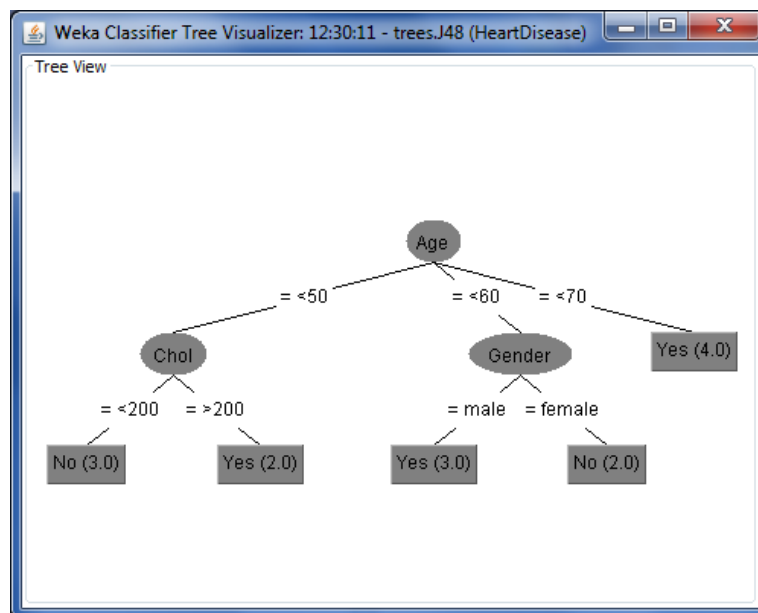 Weka Classifier Tree Visualizer: 12:30:11 - trees.J48 (HeartDisease)
Tree View
Age
= <50
= <60
= <70
Chol
Gender
Yes (4.0)
= <200
= >200
= male
= female
No (3.0)
Yes (2.0)
Yes (3.0)
No (2.0)